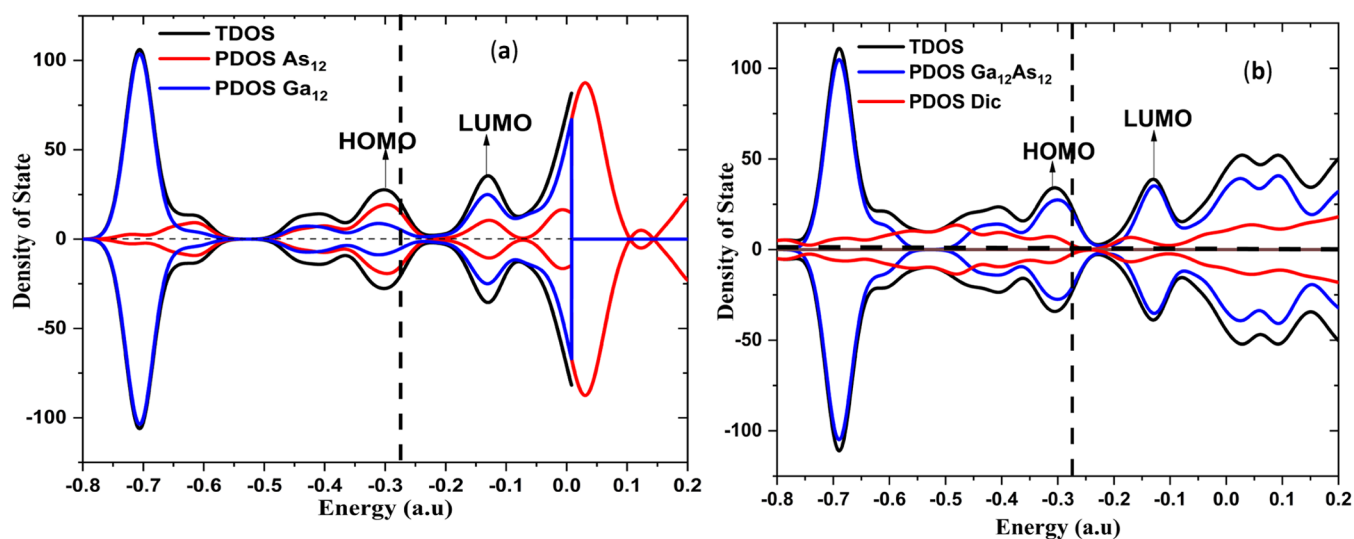 TDOS
PDOS As₁₂
PDOS Ga₁₂
(a)
HOMO
LUMO
100
50
0
-50
-100
Density of State
-0.8 -0.7 -0.6 -0.5 -0.4 -0.3 -0.2 -0.1 0.0 0.1 0.2
Energy (a.u)
TDOS
PDOS Ga₁₂As₁₂
PDOS Dic
(b)
HOMO
LUMO
100
50
0
-50
-100
Density of State
-0.8 -0.7 -0.6 -0.5 -0.4 -0.3 -0.2 -0.1 0.0 0.1 0.2
Energy (a.u)